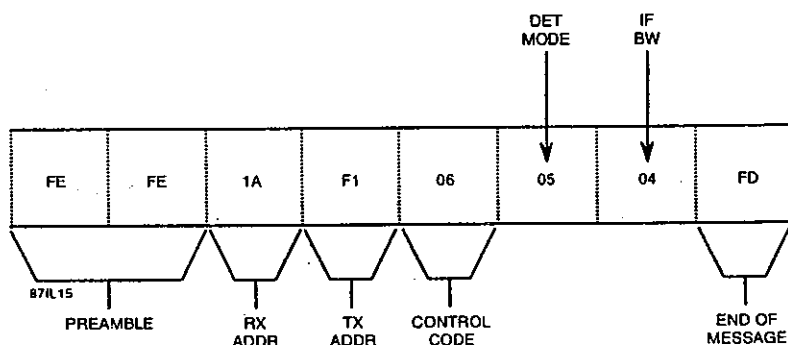 DET MODE
IF BW
FE FE 1A F1 06 05 04 FD
87IL15
PREAMBLE
RX ADDR
TX ADDR
CONTROL CODE
END OF MESSAGE